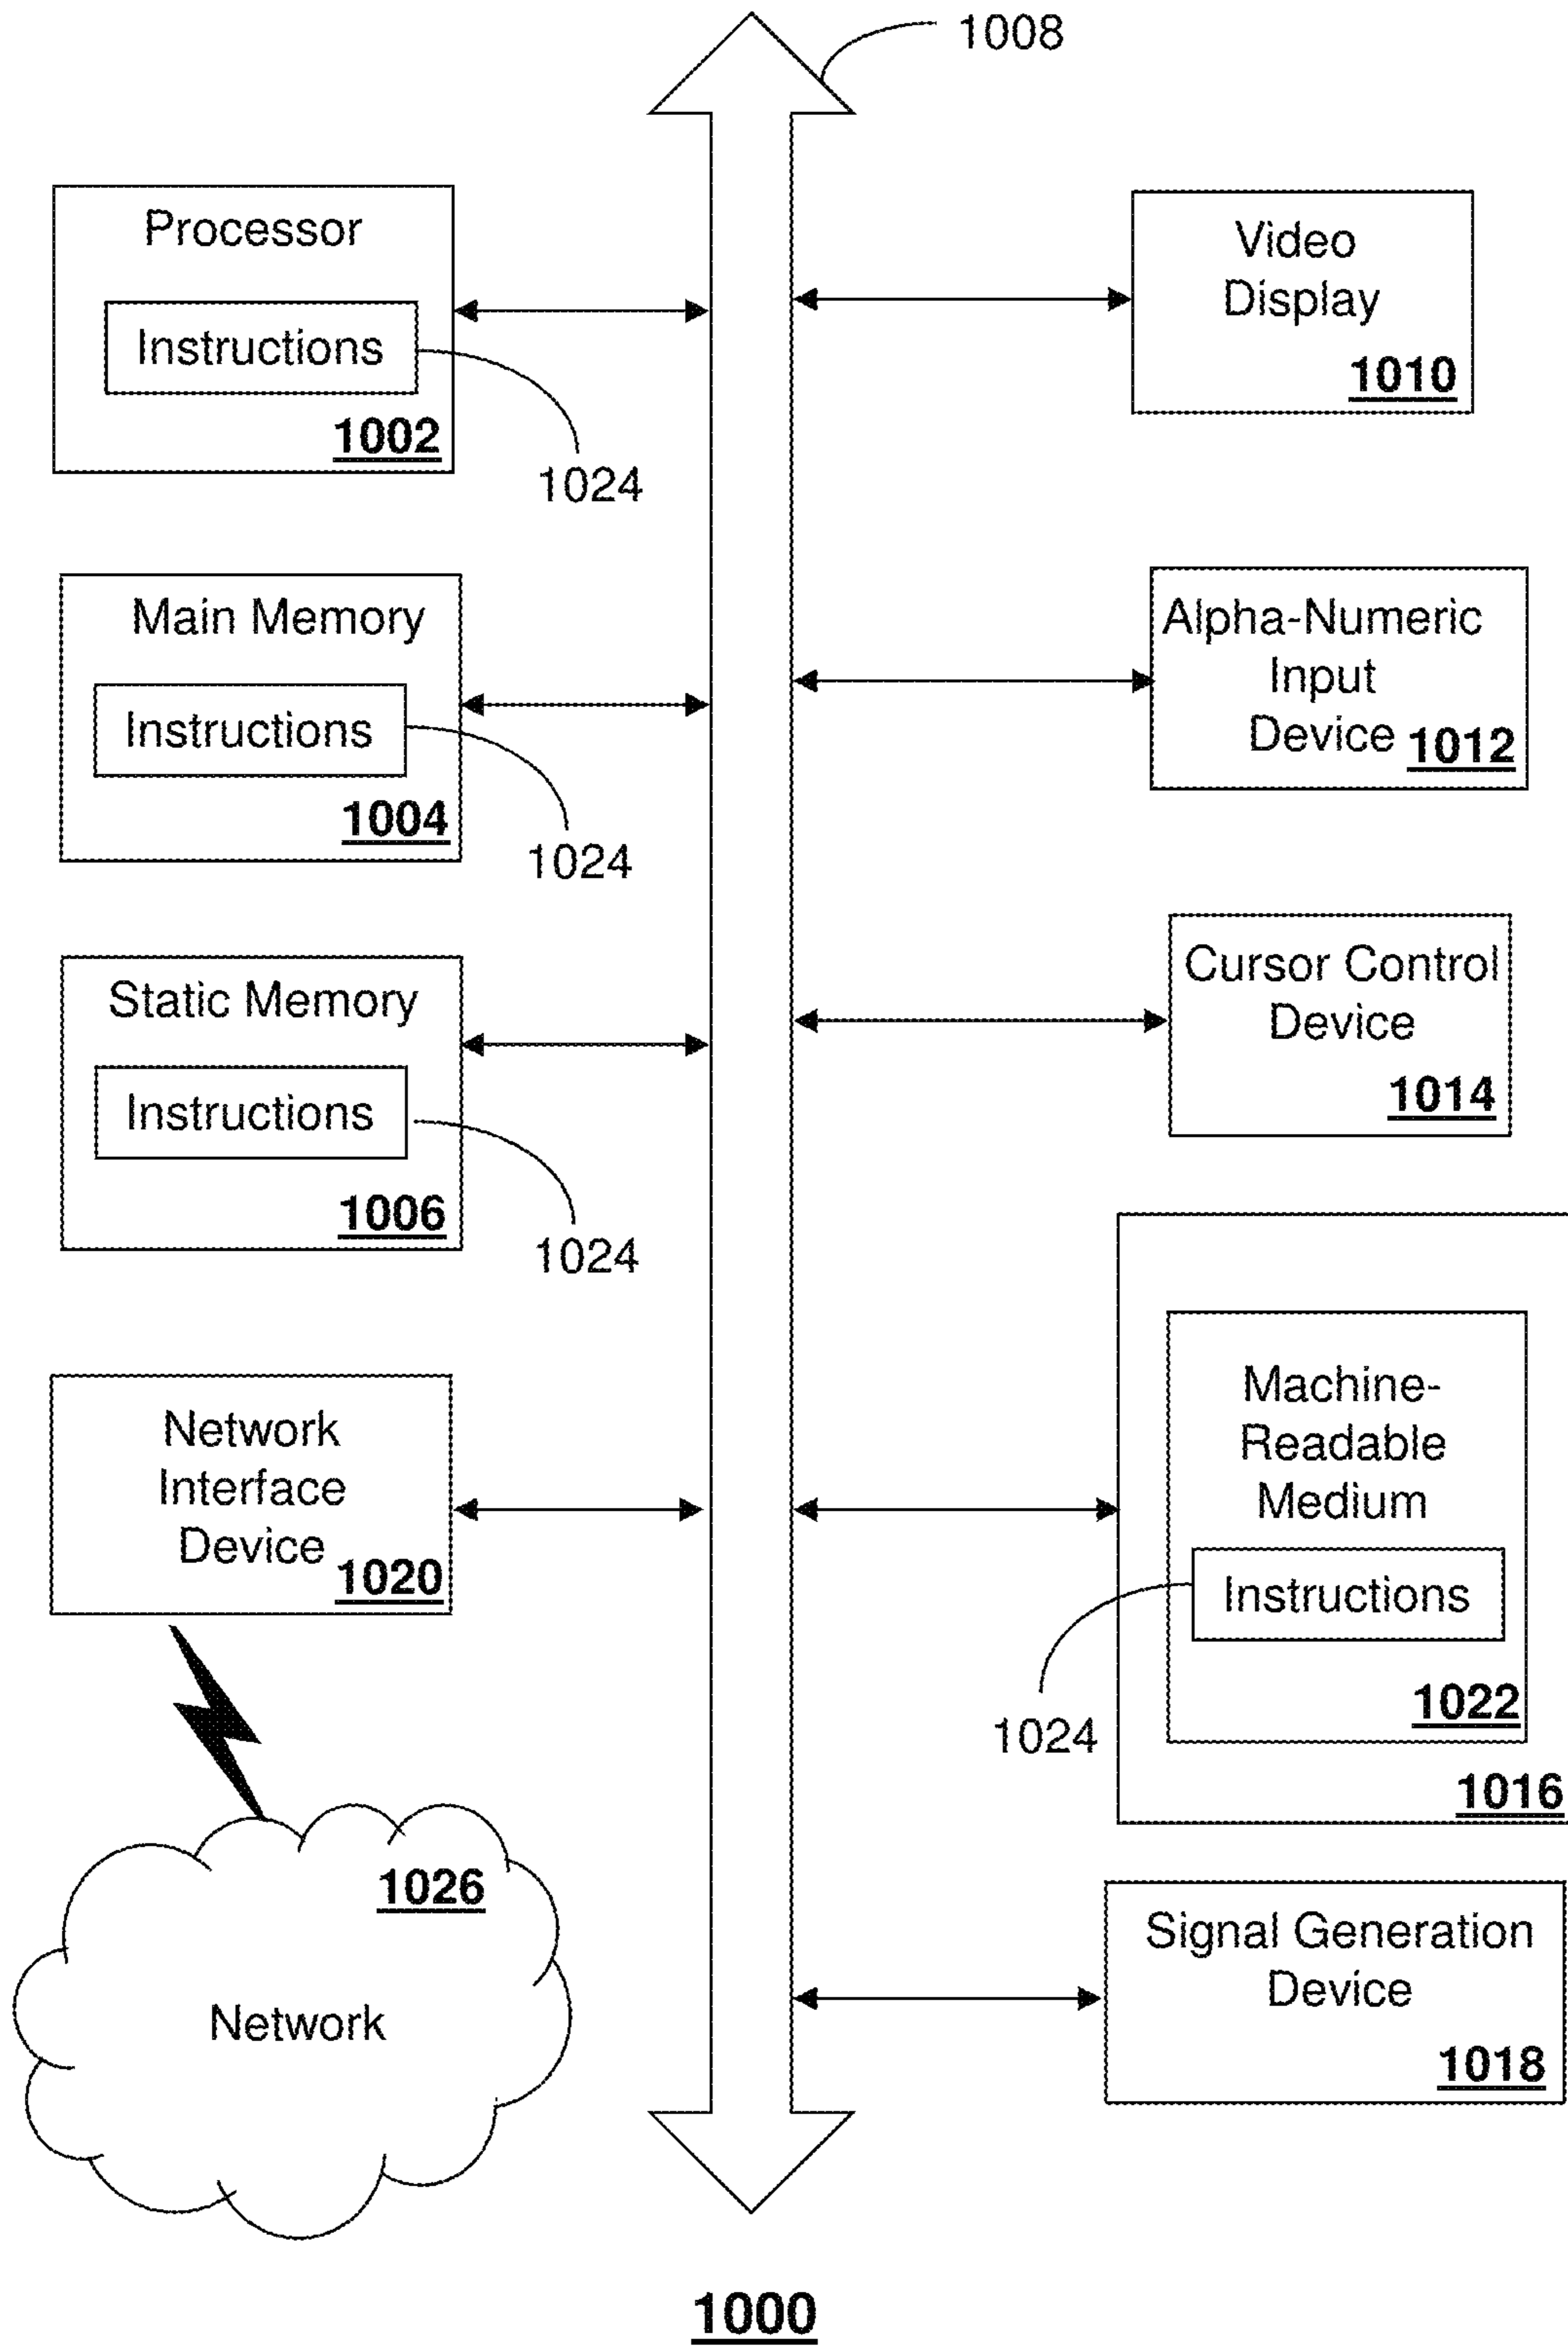 1008
Processor
Instructions
1002
1024
Main Memory
Instructions
1004
1024
Static Memory
Instructions
1006
1024
Network
Interface
Device
1020
1026
Network
Video
Display
1010
Alpha-Numeric
Input
Device 1012
Cursor Control
Device
1014
Machine-
Readable
Medium
Instructions
1022
1024
1016
Signal Generation
Device
1018
1000